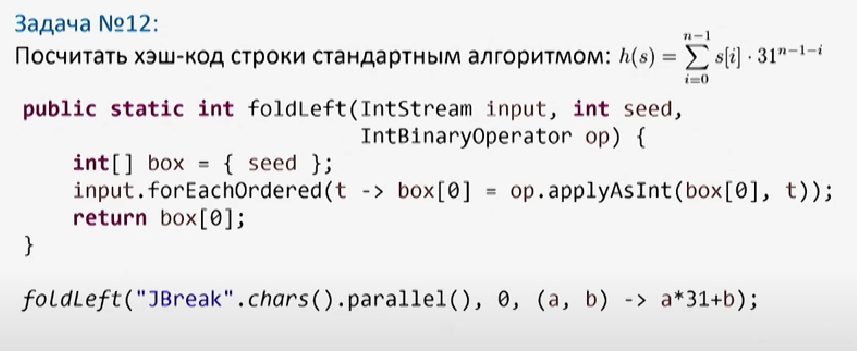 Задача №12:
Посчитать хэш-код строки стандартным алгоритмом: h(s) = \sum_{i=0}^{n-1} s[i] · 31^{n-1-i}
public static int foldLeft(IntStream input, int seed,
                           IntBinaryOperator op) {
    int[] box = { seed };
    input.forEachOrdered(t -> box[0] = op.applyAsInt(box[0], t));
    return box[0];
}
foldLeft("JBreak".chars().parallel(), 0, (a, b) -> a*31+b);